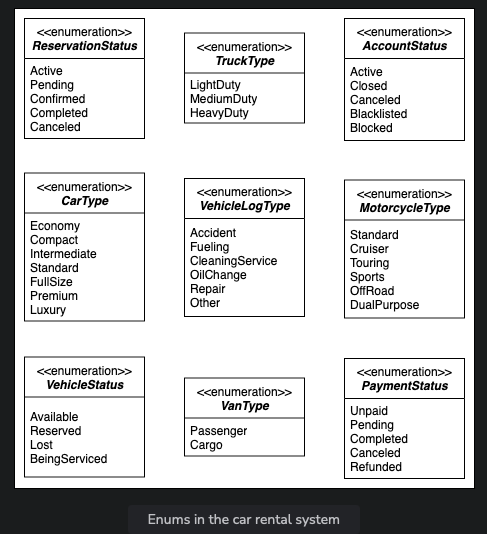 <<enumeration>>
ReservationStatus
Active
Pending
Confirmed
Completed
Canceled
<<enumeration>>
TruckType
LightDuty
MediumDuty
HeavyDuty
<<enumeration>>
AccountStatus
Active
Closed
Canceled
Blacklisted
Blocked
<<enumeration>>
CarType
Economy
Compact
Intermediate
Standard
FullSize
Premium
Luxury
<<enumeration>>
VehicleLogType
Accident
Fueling
CleaningService
OilChange
Repair
Other
<<enumeration>>
MotorcycleType
Standard
Cruiser
Touring
Sports
OffRoad
DualPurpose
<<enumeration>>
VehicleStatus
Available
Reserved
Lost
BeingServiced
<<enumeration>>
VanType
Passenger
Cargo
<<enumeration>>
PaymentStatus
Unpaid
Pending
Completed
Canceled
Refunded
Enums in the car rental system